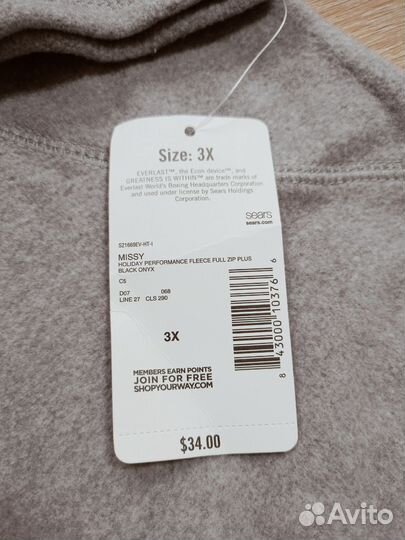 Size: 3X
EVERLAST™, the Econ device™, and
GREATNESS IS WITHIN™ are trade marks of
Everlast World's Boxing Headquarters Corporation
and used under license by Sears Holdings
Corporation.
sears
sears.com
S21669EV-HT-I
MISSY
HOLIDAY PERFORMANCE FLEECE FULL ZIP PLUS
BLACK ONYX
C5
D07 068
LINE 27 CLS 290
3X
8 43000 10376 6
MEMBERS EARN POINTS
JOIN FOR FREE
SHOPYOURWAY.COM
$34.00
Avito